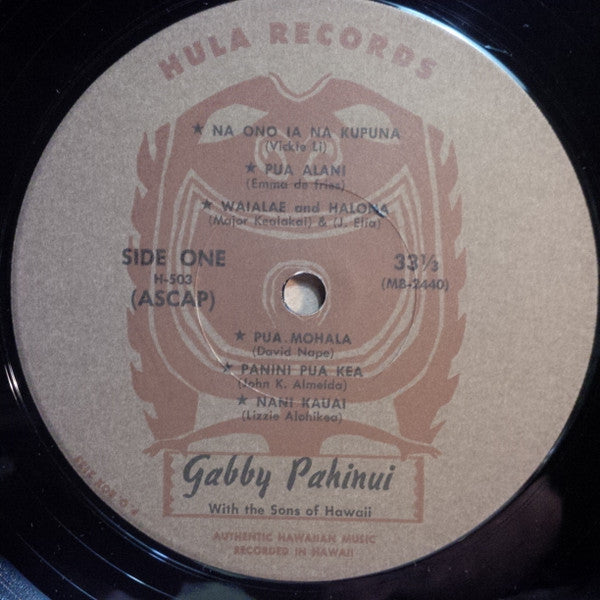 HULA RECORDS
★ NA ONO IA NA KUPUNA
(Vickie Li)
★ PUA ALANI
(Emma de fries)
★ WAIALAE and HALONA
(Major Kealakai) & (J. Elia)
SIDE ONE
H-503
(ASCAP)
33⅓
(MB-2440)
★ PUA MOHALA
(David Nape)
★ PANINI PUA KEA
(John K. Almeida)
★ NANI KAUAI
(Lizzie Alohikea)
Gabby Pahinui
With the Sons of Hawaii
AUTHENTIC HAWAIIAN MUSIC
RECORDED IN HAWAII